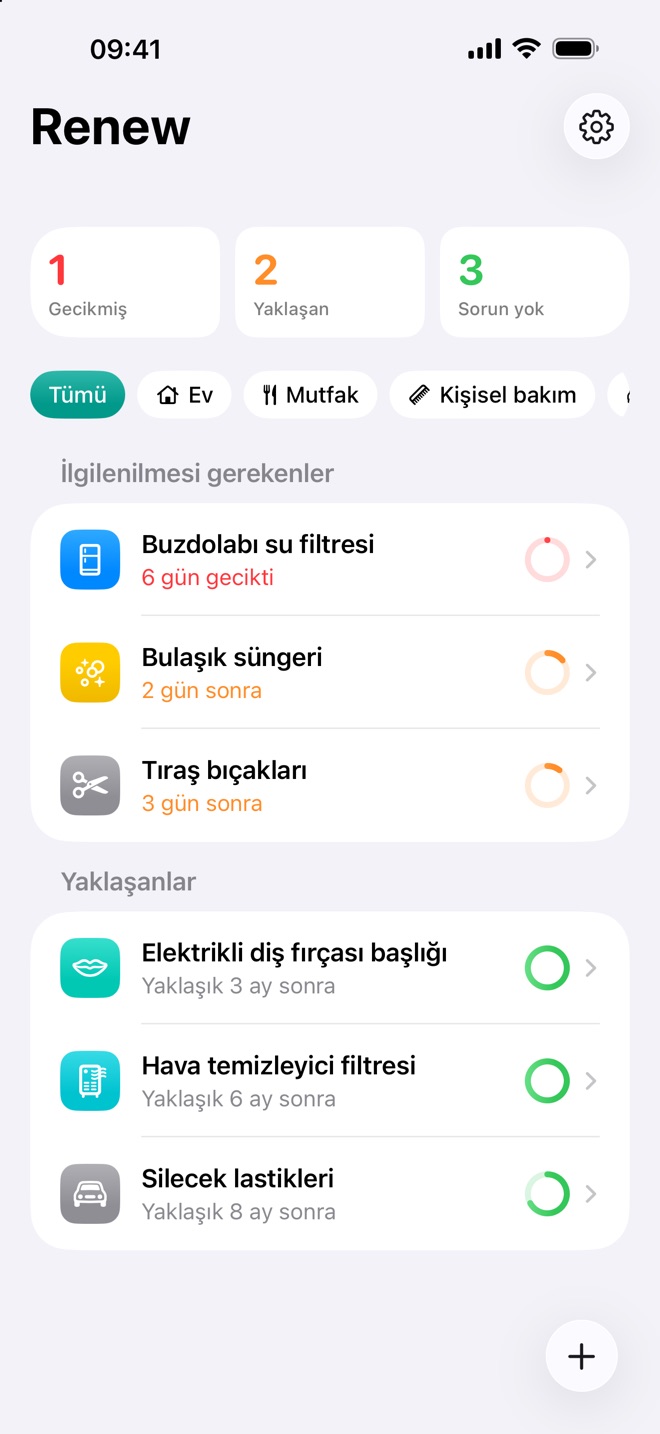 09:41
Renew
1
Gecikmiş
2
Yaklaşan
3
Sorun yok
Tümü
Ev
Mutfak
Kişisel bakım
İlgilenilmesi gerekenler
Buzdolabı su filtresi
6 gün gecikti
Bulaşık süngeri
2 gün sonra
Tıraş bıçakları
3 gün sonra
Yaklaşanlar
Elektrikli diş fırçası başlığı
Yaklaşık 3 ay sonra
Hava temizleyici filtresi
Yaklaşık 6 ay sonra
Silecek lastikleri
Yaklaşık 8 ay sonra